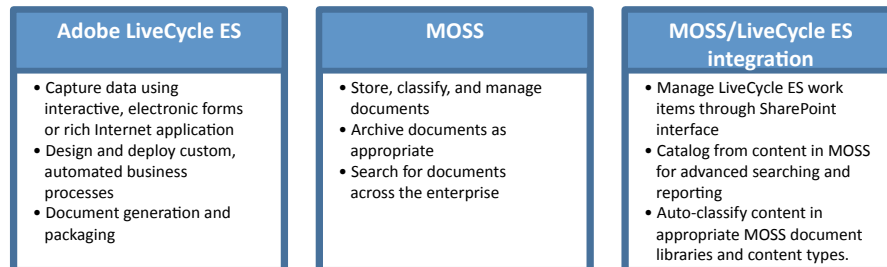 Adobe LiveCycle ES
• Capture data using
interactive, electronic forms
or rich Internet application
• Design and deploy custom,
automated business
processes
• Document generation and
packaging
MOSS
• Store, classify, and manage
documents
• Archive documents as
appropriate
• Search for documents
across the enterprise
MOSS/LiveCycle ES
integration
• Manage LiveCycle ES work
items through SharePoint
interface
• Catalog from content in MOSS
for advanced searching and
reporting
• Auto-classify content in
appropriate MOSS document
libraries and content types.